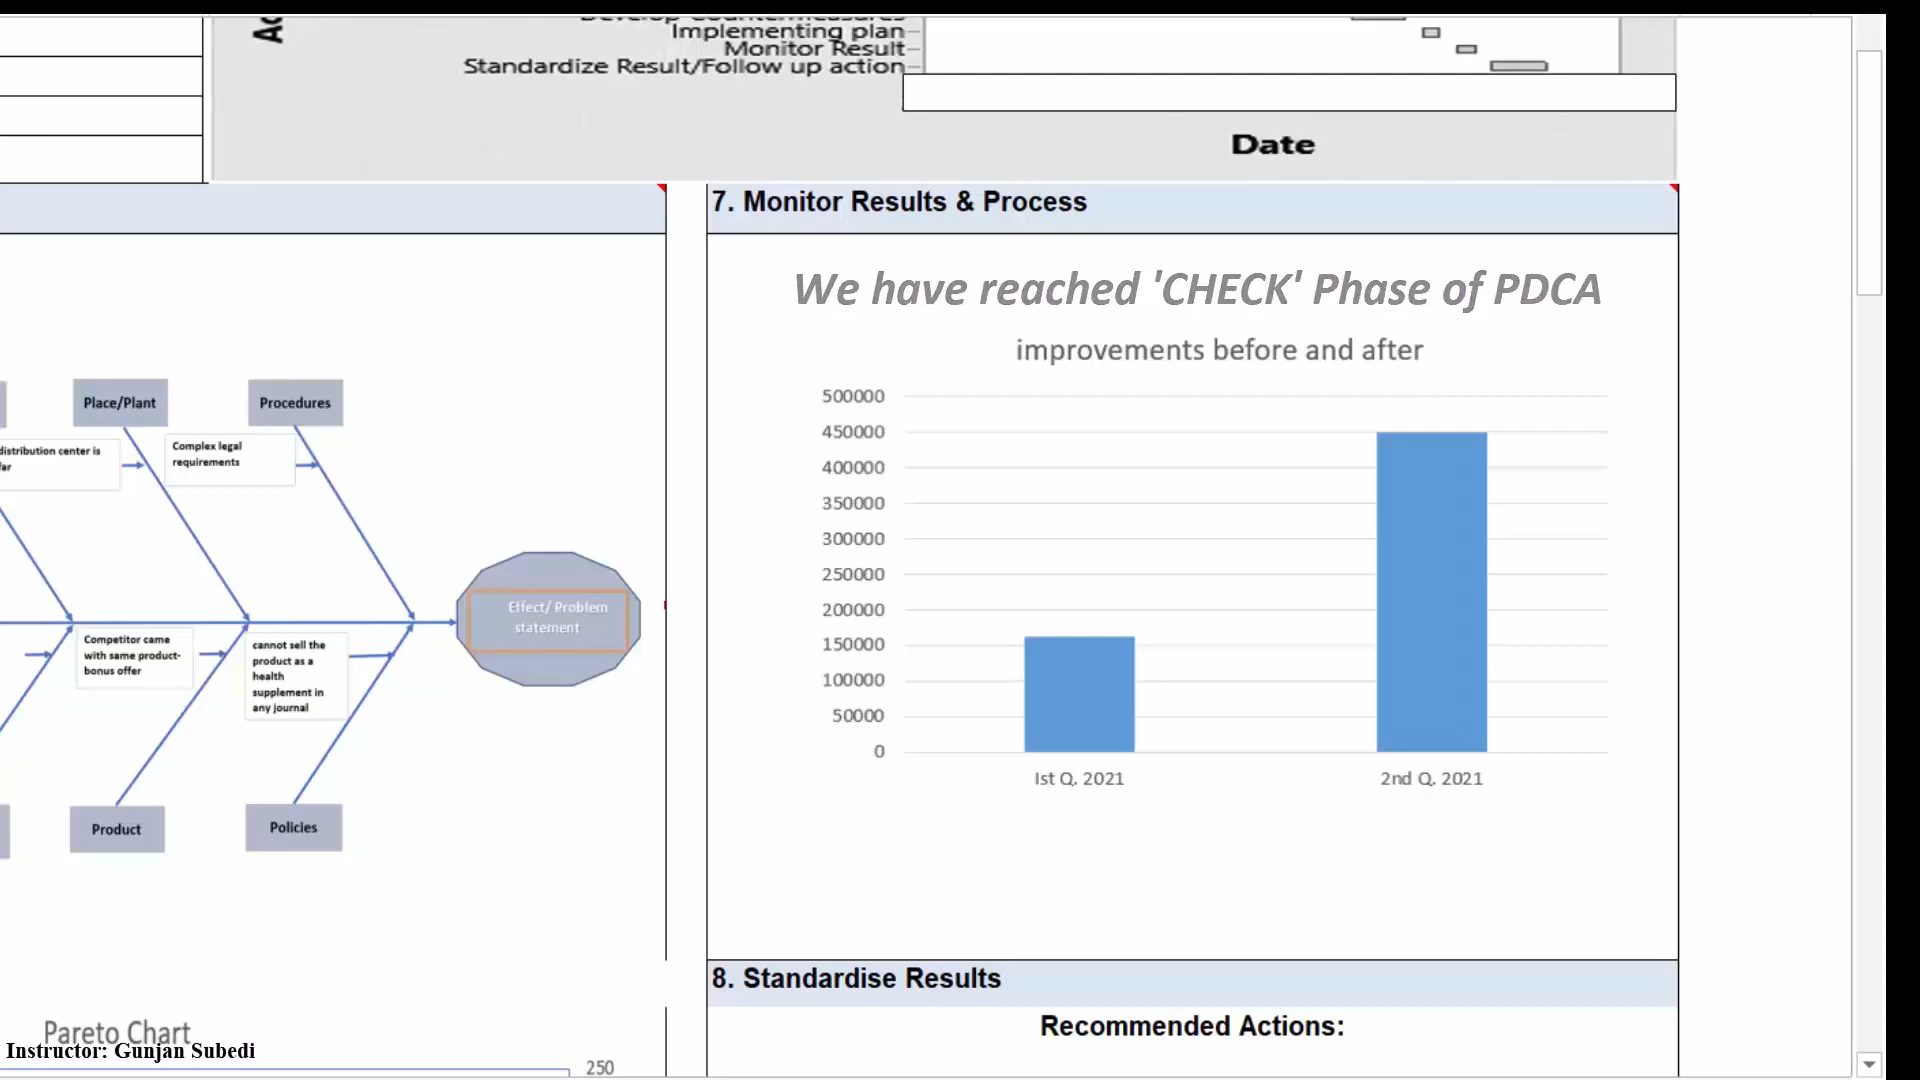 Ac
Develop Countermeasures
Implementing plan
Monitor Result
Standardize Result/Follow up action
Date
7. Monitor Results & Process
We have reached 'CHECK' Phase of PDCA
improvements before and after
500000
450000
400000
350000
300000
250000
200000
150000
100000
50000
0
Ist Q. 2021
2nd Q. 2021
Place/Plant
Procedures
distribution center is
far
Complex legal
requirements
Effect/ Problem
statement
Competitor came
with same product-
bonus offer
cannot sell the
product as a
health
supplement in
any journal
Product
Policies
8. Standardise Results
Recommended Actions:
Pareto Chart
Instructor: Gunjan Subedi
250